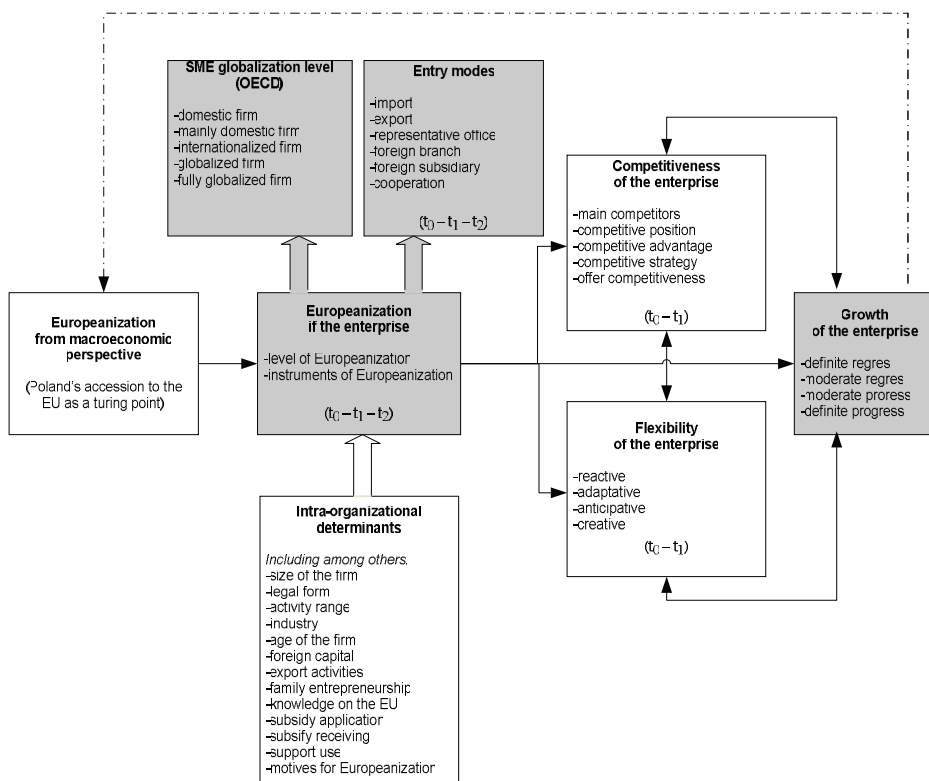 SME globalization level
(OECD)
-domestic firm
-mainly domestic firm
-internationalized firm
-globalized firm
-fully globalized firm
Entry modes
-import
-export
-representative office
-foreign branch
-foreign subsidiary
-cooperation
(t0 – t1 – t2)
Competitiveness
of the enterprise
-main competitors
-competitive position
-competitive advantage
-competitive strategy
-offer competitiveness
(t0 – t1)
Europeanization
from macroeconomic
perspective
(Poland's accession to the
EU as a turing point)
Europeanization
if the enterprise
-level of Europeanization
-instruments of Europeanization
(t0 – t1 – t2)
Growth
of the enterprise
-definite regres
-moderate regres
-moderate proress
-definite progress
Flexibility
of the enterprise
-reactive
-adaptative
-anticipative
-creative
(t0 – t1)
Intra-organizational
determinants
Including among others.
-size of the firm
-legal form
-activity range
-industry
-age of the firm
-foreign capital
-export activities
-family entrepreneurship
-knowledge on the EU
-subsidy application
-subsify receiving
-support use
-motives for Europeanization